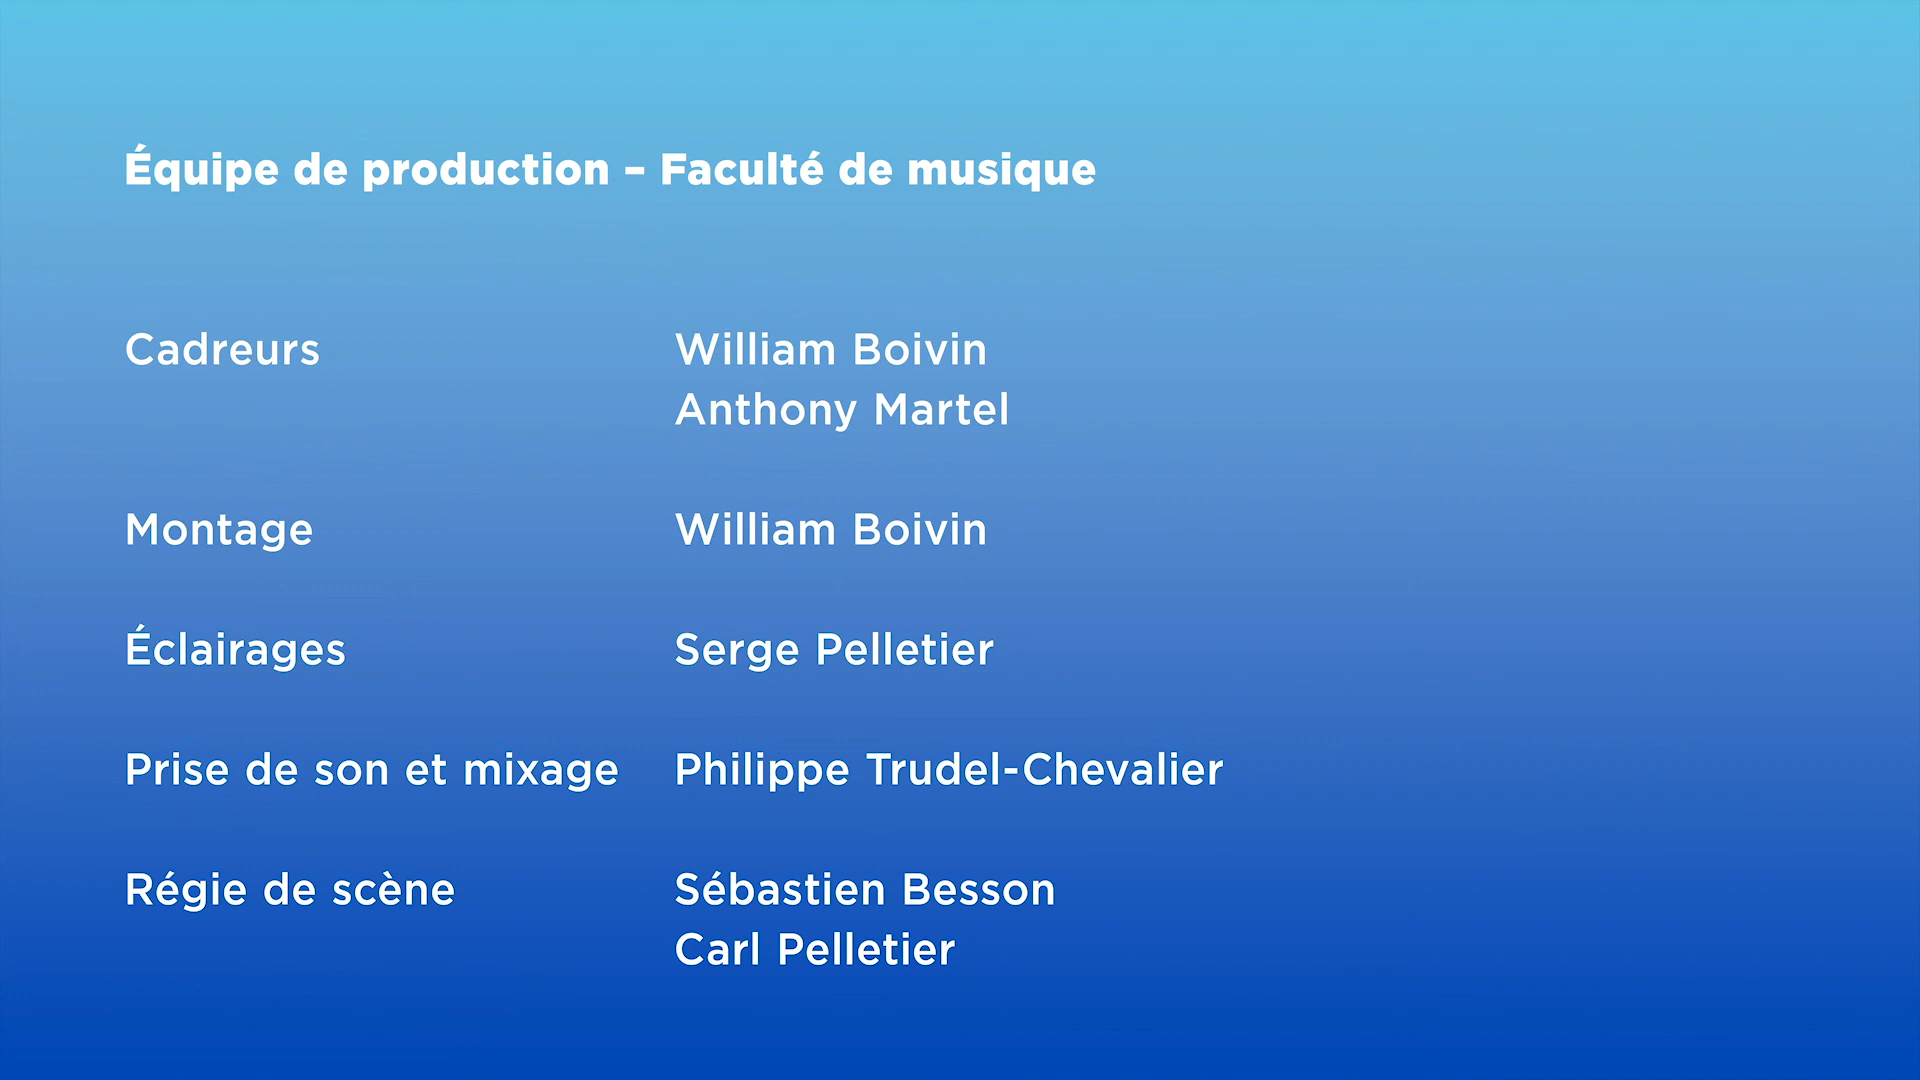 Équipe de production – Faculté de musique
Cadreurs William Boivin
Anthony Martel
Montage William Boivin
Éclairages Serge Pelletier
Prise de son et mixage Philippe Trudel-Chevalier
Régie de scène Sébastien Besson
Carl Pelletier